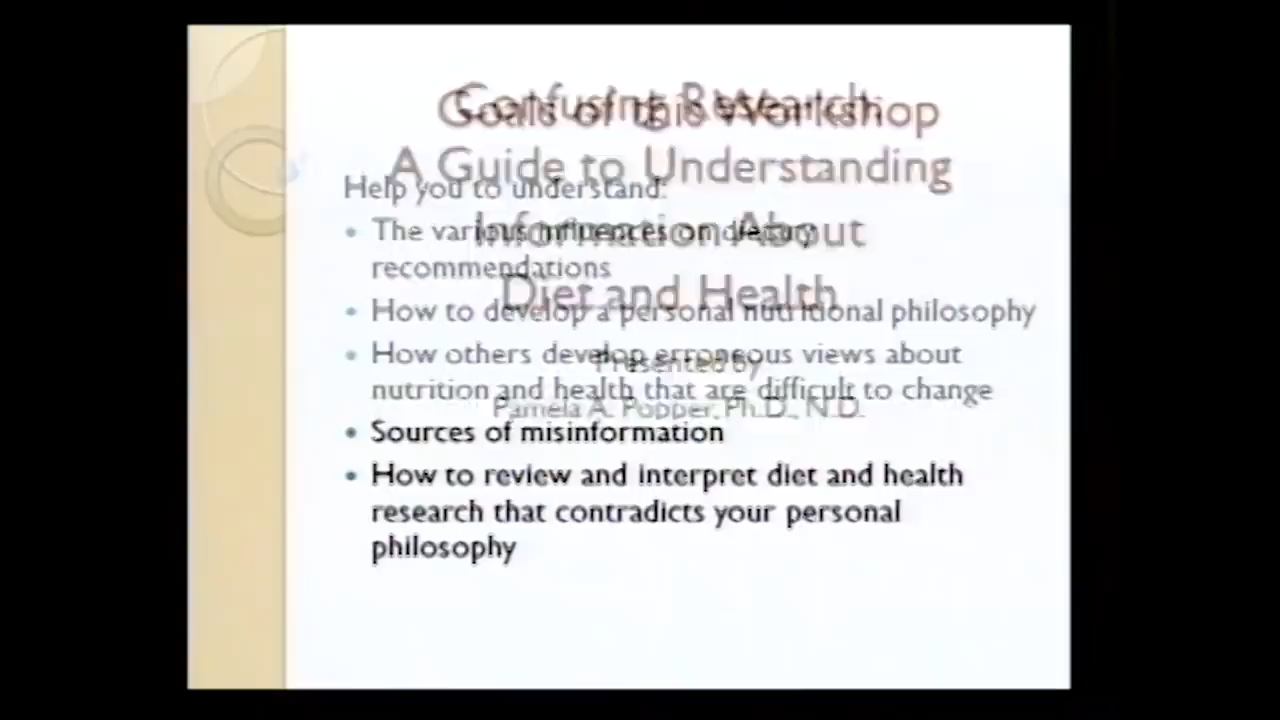 Confusing Research
A Guide to Understanding
Information About
Diet and Health
Presented by
Pamela A. Popper, Ph.D., N.D.
Goals of this Workshop
Help you to understand:
• The various influences on dietary
recommendations
• How to develop a personal nutritional philosophy
• How others develop erroneous views about
nutrition and health that are difficult to change
• Sources of misinformation
• How to review and interpret diet and health
research that contradicts your personal
philosophy